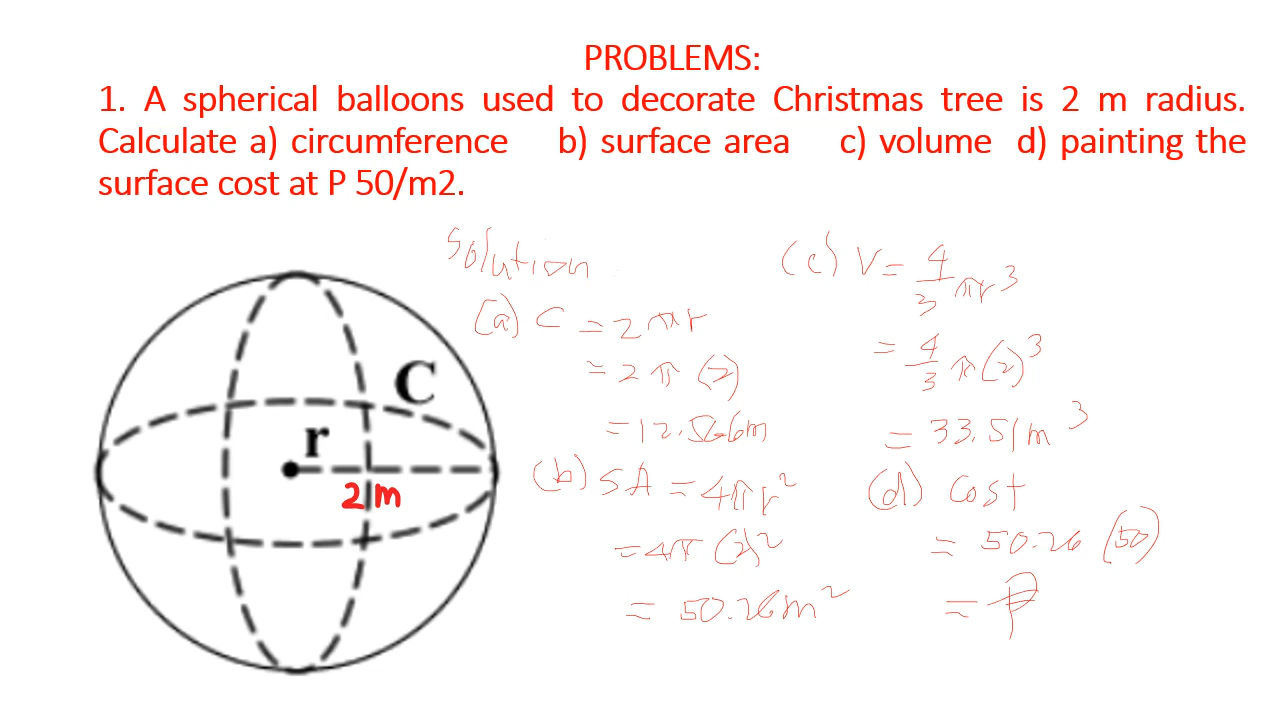 PROBLEMS:
1. A spherical balloons used to decorate Christmas tree is 2 m radius.
Calculate a) circumference b) surface area c) volume d) painting the
surface cost at P 50/m2.
C
r
2 m
Solution
(a) C = 2πr
= 2π (2)
= 12.566m
(b) SA = 4πr²
= 4π (2)²
= 50.26m²
(c) V = 4/3 πr³
= 4/3 π(2)³
= 33.51m³
(d) Cost
= 50.26 (50)
= ₱